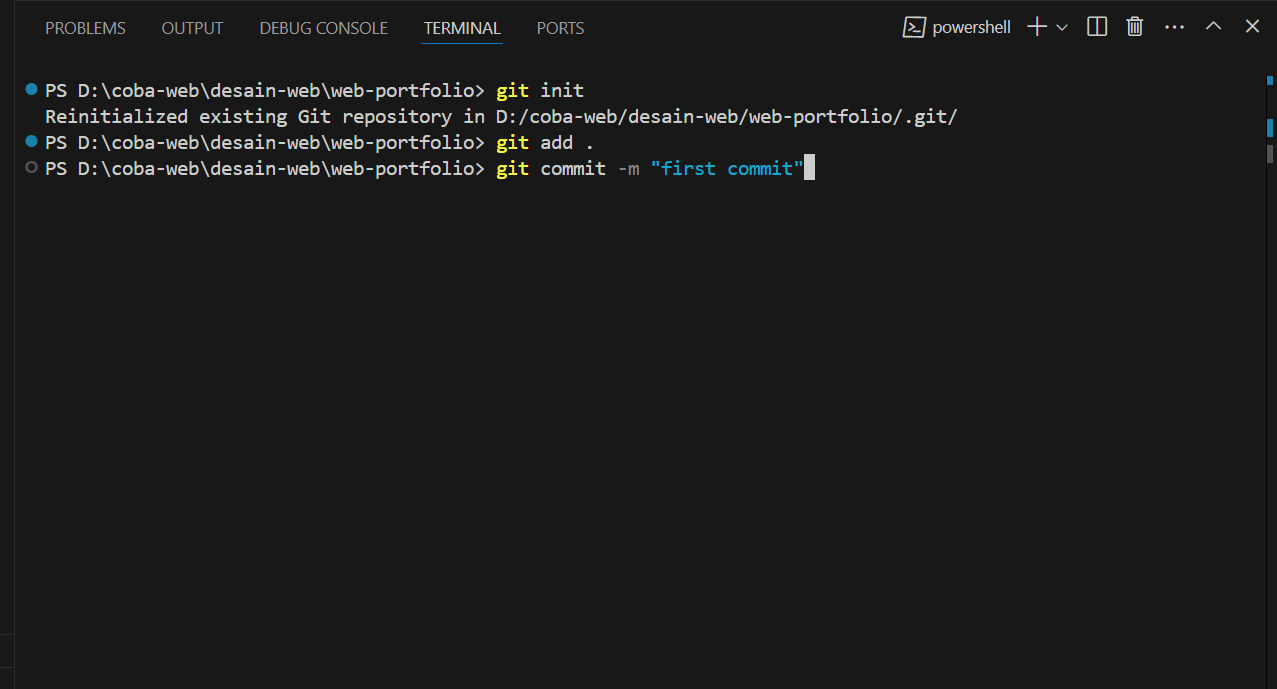 PROBLEMS OUTPUT DEBUG CONSOLE TERMINAL PORTS powershell
PS D:\coba-web\desain-web\web-portfolio> git init
Reinitialized existing Git repository in D:/coba-web/desain-web/web-portfolio/.git/
PS D:\coba-web\desain-web\web-portfolio> git add .
PS D:\coba-web\desain-web\web-portfolio> git commit -m "first commit"